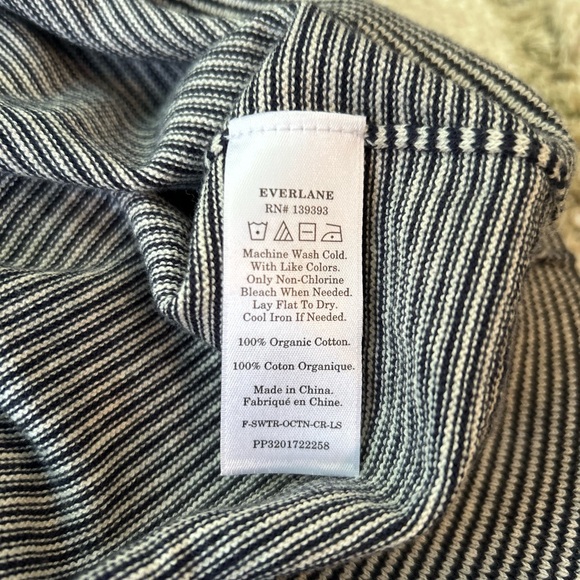 EVERLANE
RN# 139393
Machine Wash Cold.
With Like Colors.
Only Non-Chlorine
Bleach When Needed.
Lay Flat To Dry.
Cool Iron If Needed.
100% Organic Cotton.
100% Coton Organique.
Made in China.
Fabriqué en Chine.
F-SWTR-OCTN-CR-LS
PP3201722258